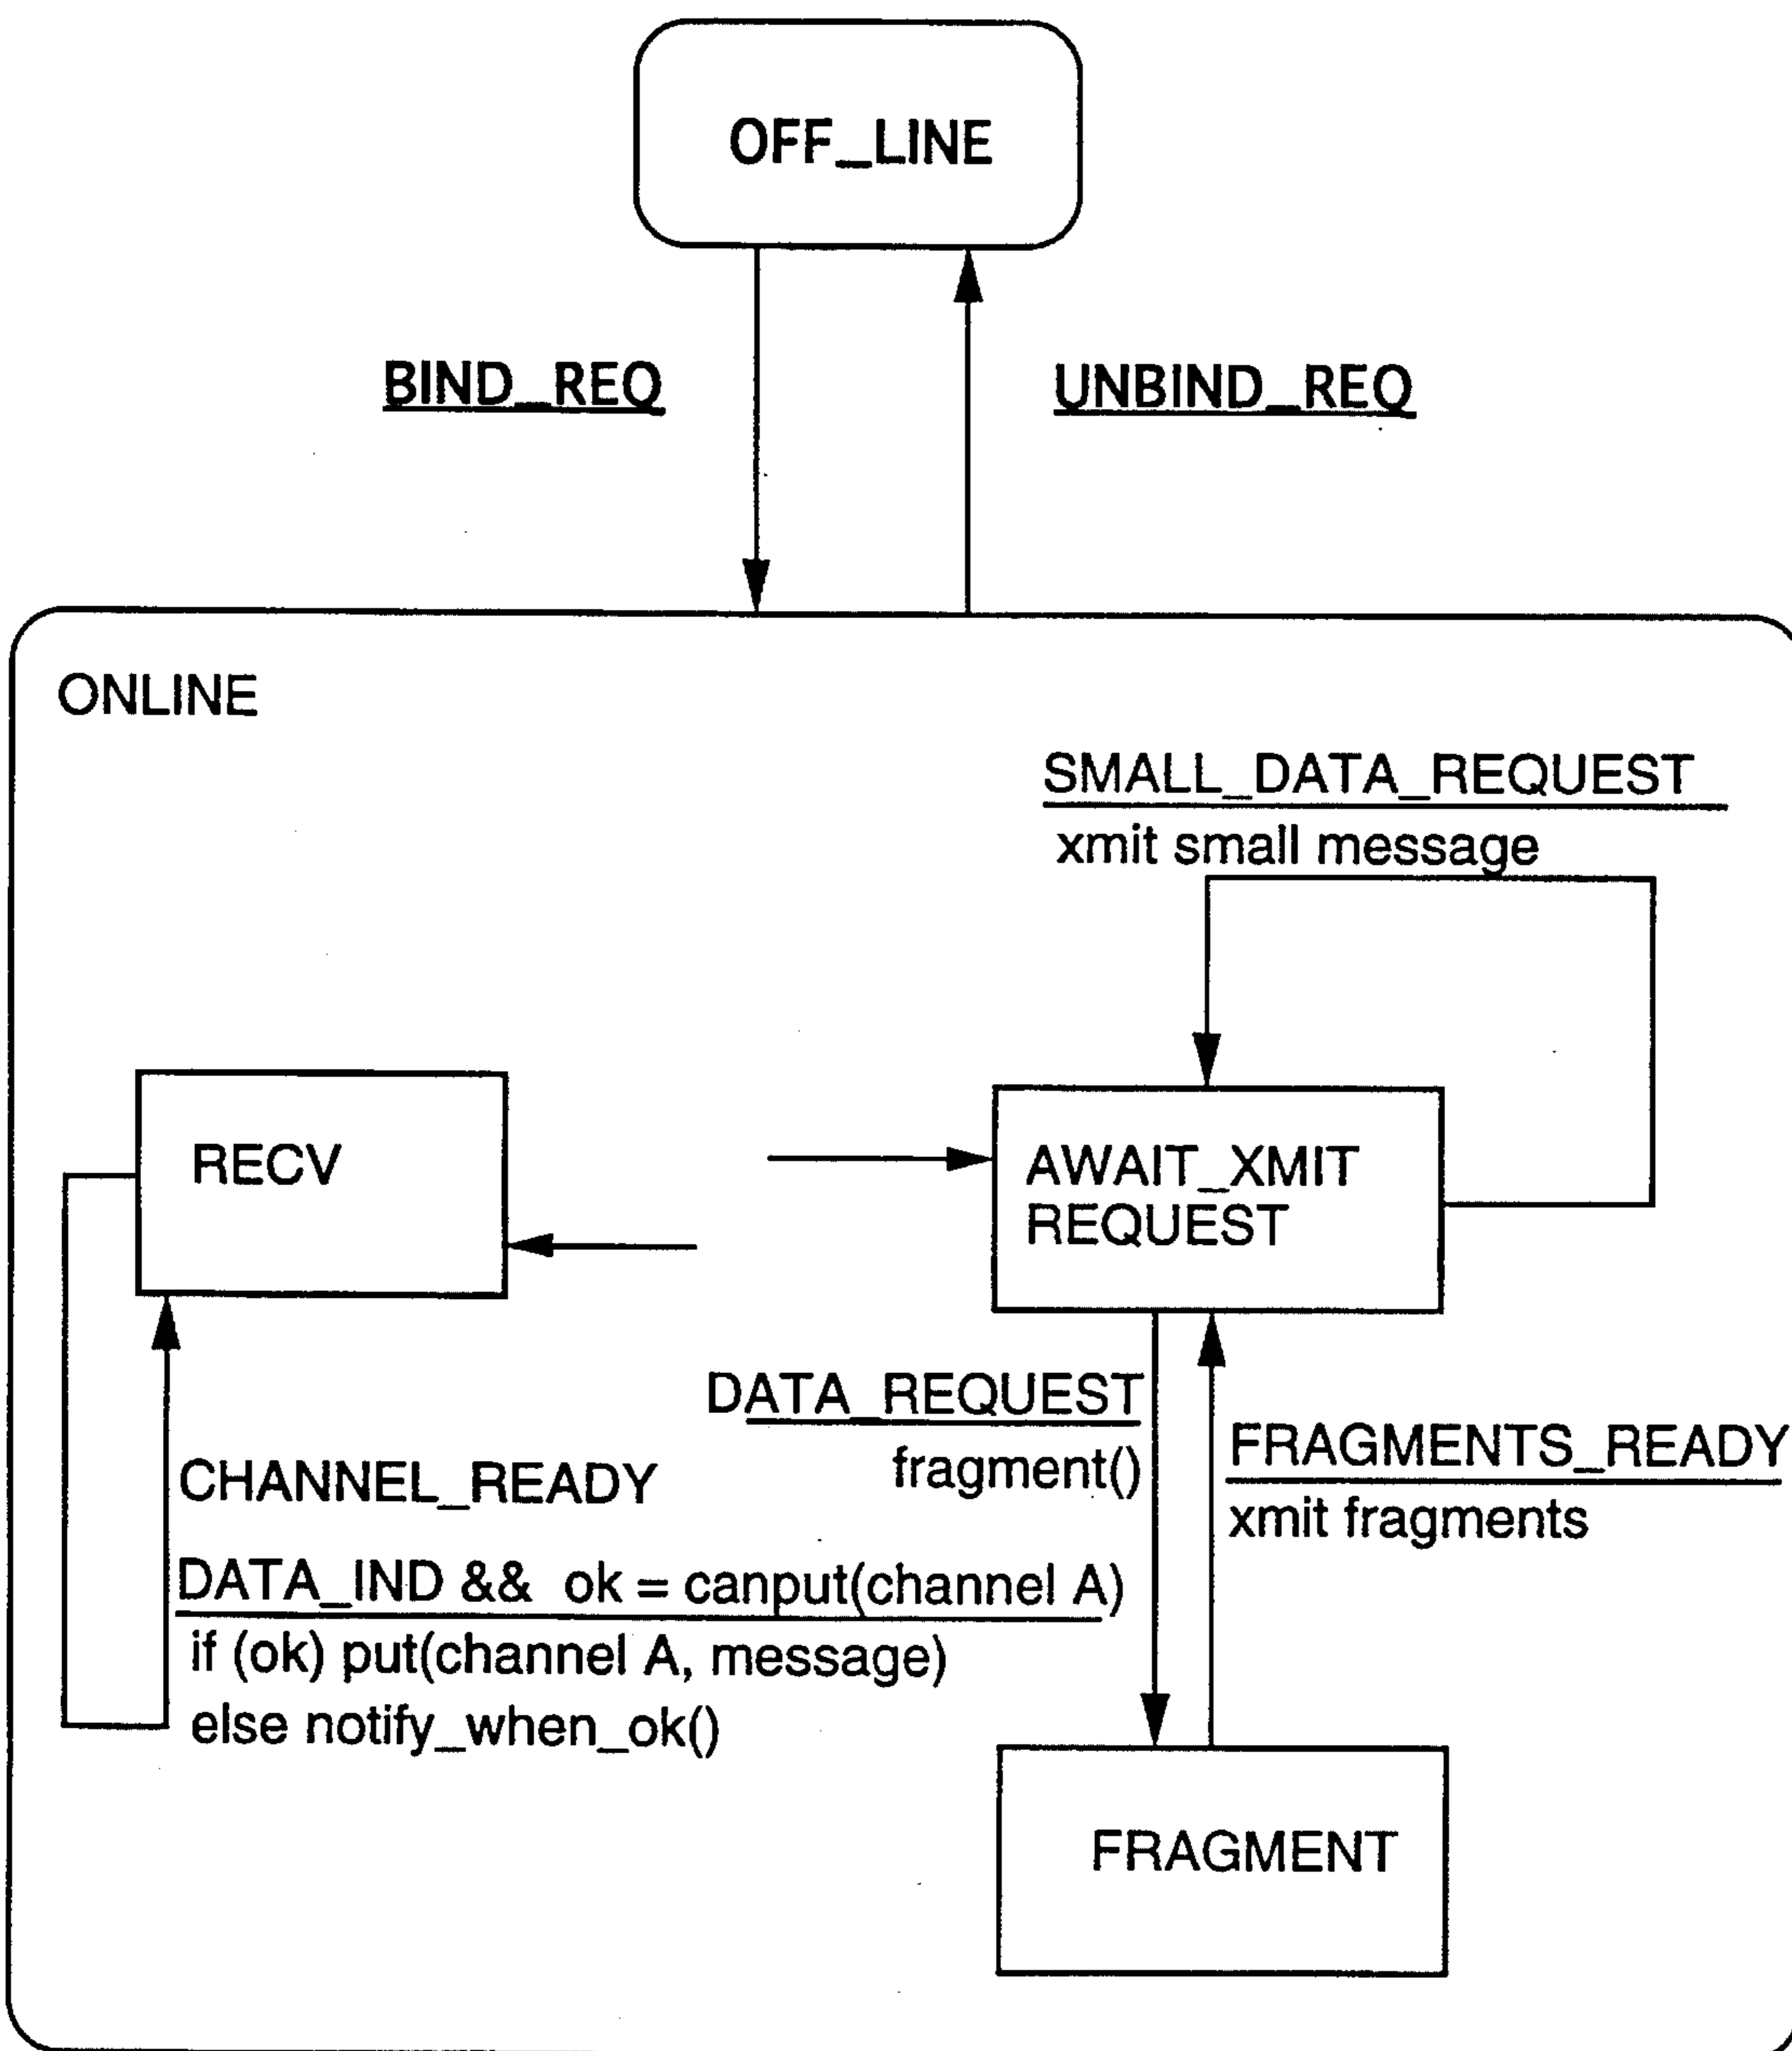 OFF_LINE
BIND_REQ
UNBIND_REQ
ONLINE
SMALL_DATA_REQUEST
xmit small message
RECV
AWAIT_XMIT
REQUEST
DATA_REQUEST
fragment()
FRAGMENTS_READY
xmit fragments
CHANNEL_READY
DATA_IND && ok = canput(channel A)
if (ok) put(channel A, message)
else notify_when_ok()
FRAGMENT